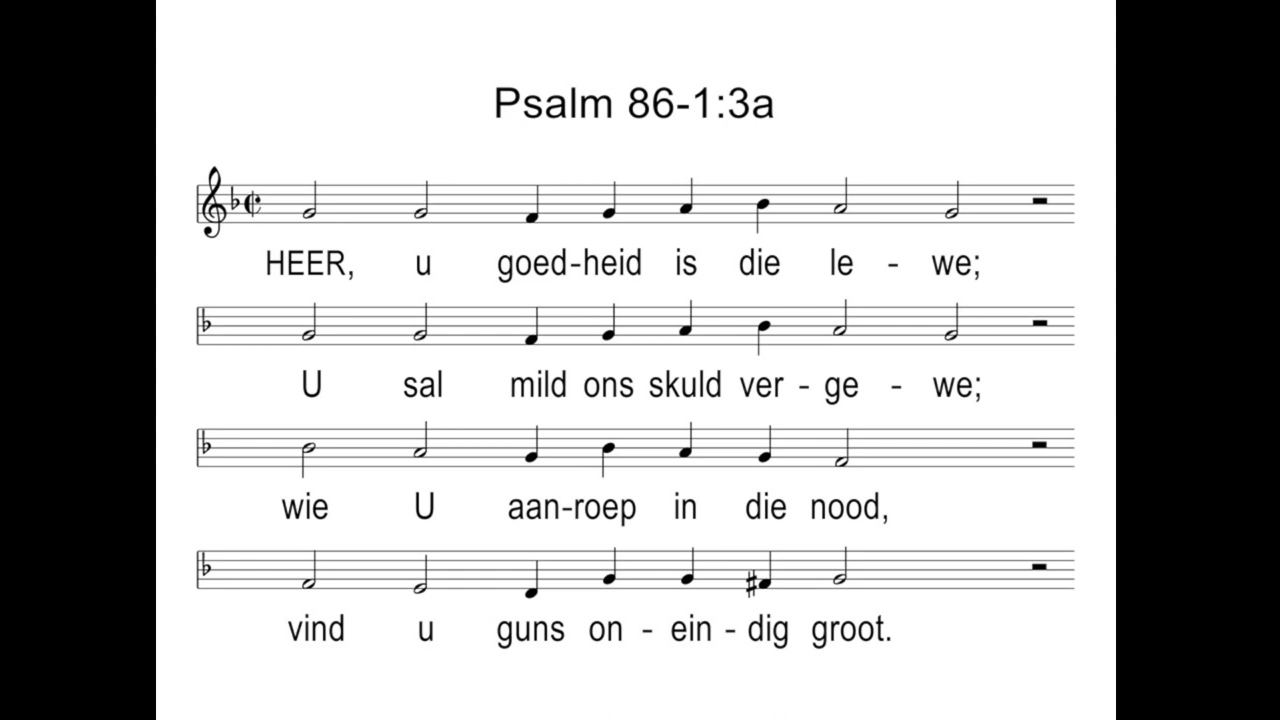 Psalm 86-1:3a
HEER, u goed-heid is die le - we;
U sal mild ons skuld ver - ge - we;
wie U aan-roep in die nood,
vind u guns on - ein - dig groot.